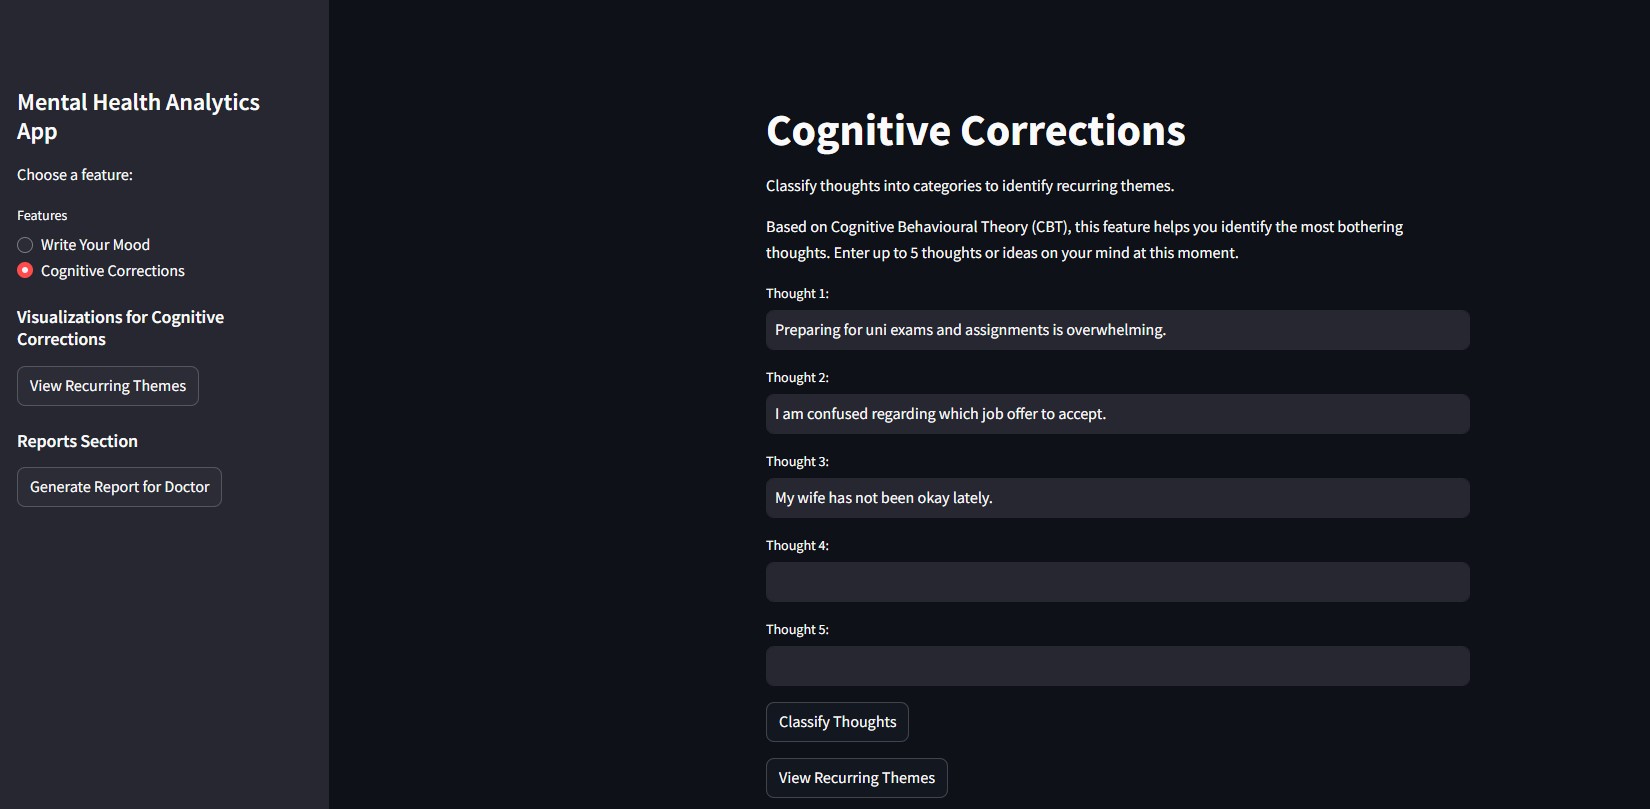 Mental Health Analytics
App
Choose a feature:
Features
Write Your Mood
Cognitive Corrections
Visualizations for Cognitive
Corrections
View Recurring Themes
Reports Section
Generate Report for Doctor
Cognitive Corrections
Classify thoughts into categories to identify recurring themes.
Based on Cognitive Behavioural Theory (CBT), this feature helps you identify the most bothering
thoughts. Enter up to 5 thoughts or ideas on your mind at this moment.
Thought 1:
Preparing for uni exams and assignments is overwhelming.
Thought 2:
I am confused regarding which job offer to accept.
Thought 3:
My wife has not been okay lately.
Thought 4:
Thought 5:
Classify Thoughts
View Recurring Themes